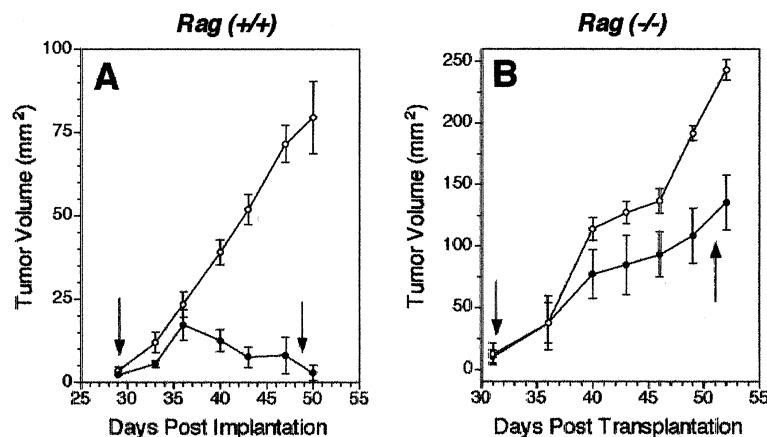 Rag (+/+)
A
Tumor Volume (mm²)
100
75
50
25
0
25 30 35 40 45 50 55
Days Post Implantation
Rag (-/-)
B
Tumor Volume (mm²)
250
200
150
100
50
0
30 35 40 45 50 55
Days Post Transplantation